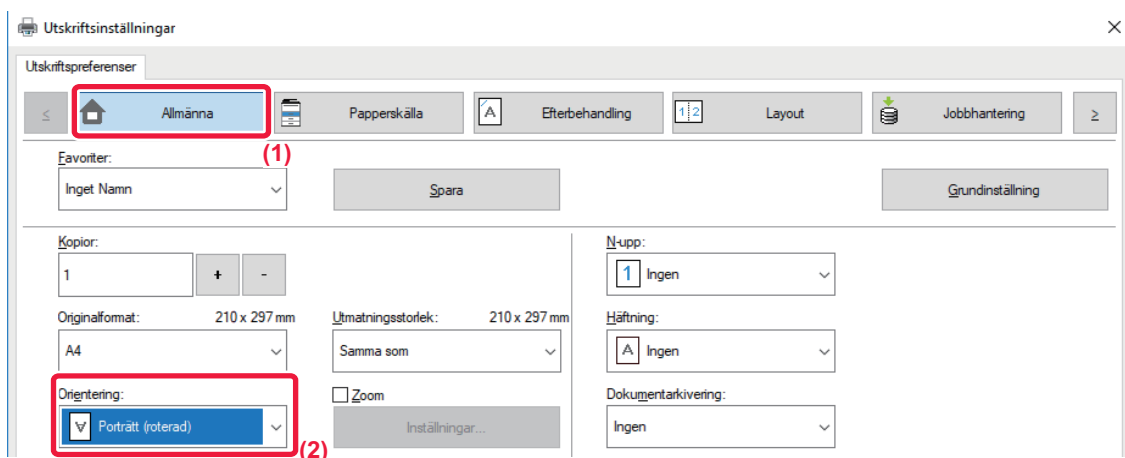 Utskriftsinställningar
Utskriftspreferenser
≤ Allmänna Papperskälla A Efterbehandling 1 2 Layout Jobbhantering ≥
(1)
Favoriter:
Inget Namn Spara Grundinställning
Kopior: N-upp:
1 + - 1 Ingen
Originalformat: 210 x 297 mm Utmatningsstorlek: 210 x 297 mm Häftning:
A4 Samma som A Ingen
Orientering: Zoom Dokumentarkivering:
A Porträtt (roterad) Inställningar... Ingen
(2)